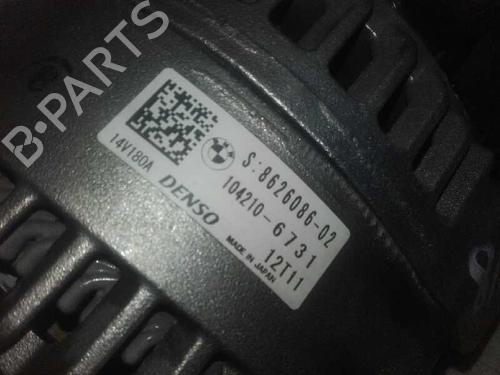 B-PARTS
S:8626086-02
104210-6731
14V180A DENSO 12T11
MADE IN JAPAN